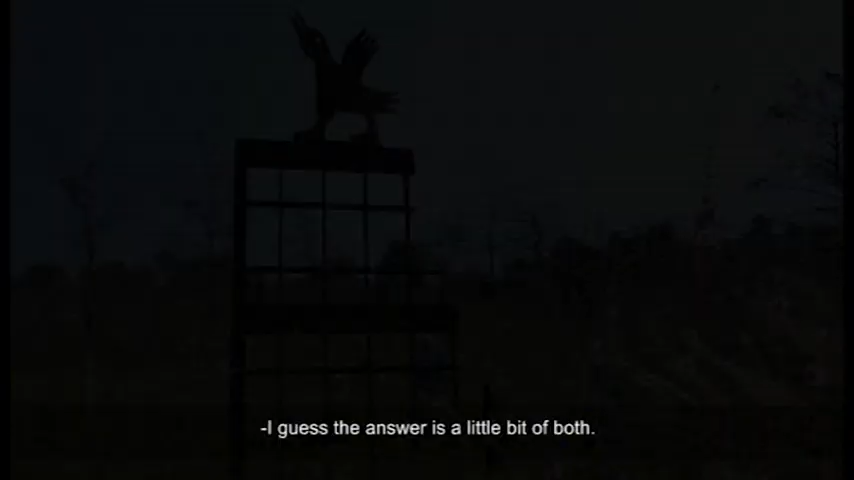 -I guess the answer is a little bit of both.